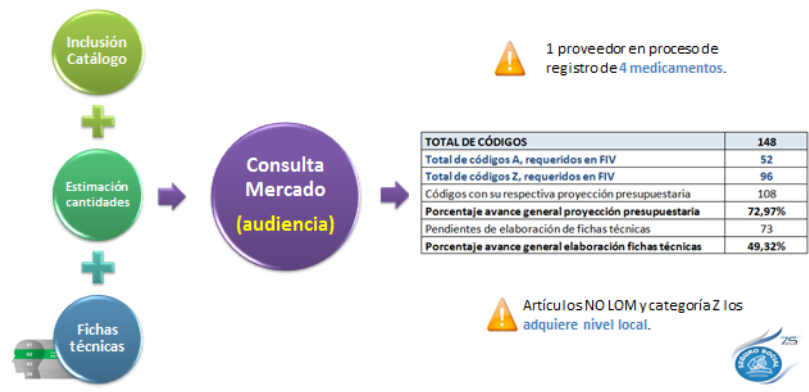 Inclusión
Catálogo
Estimación
cantidades
Fichas
técnicas
Consulta
Mercado
(audiencia)
1 proveedor en proceso de
registro de 4 medicamentos.
TOTAL DE CÓDIGOS 148
Total de códigos A, requeridos en FIV 52
Total de códigos Z, requeridos en FIV 96
Códigos con su respectiva proyección presupuestaria 108
Porcentaje avance general proyección presupuestaria 72,97%
Pendientes de elaboración de fichas técnicas 73
Porcentaje avance general elaboración fichas técnicas 49,32%
Artículos NO LOM y categoría Z los
adquiere nivel local.
SEGURO SOCIAL